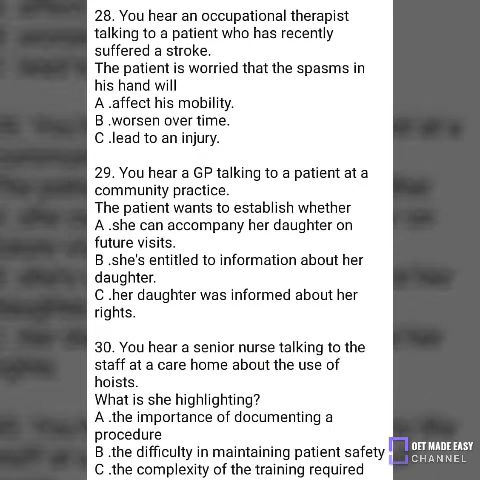 28. You hear an occupational therapist
talking to a patient who has recently
suffered a stroke.
The patient is worried that the spasms in
his hand will
A .affect his mobility.
B .worsen over time.
C .lead to an injury.
29. You hear a GP talking to a patient at a
community practice.
The patient wants to establish whether
A .she can accompany her daughter on
future visits.
B .she's entitled to information about her
daughter.
C .her daughter was informed about her
rights.
30. You hear a senior nurse talking to the
staff at a care home about the use of
hoists.
What is she highlighting?
A .the importance of documenting a
procedure
B .the difficulty in maintaining patient safety
C .the complexity of the training required
OET MADE EASY
CHANNEL